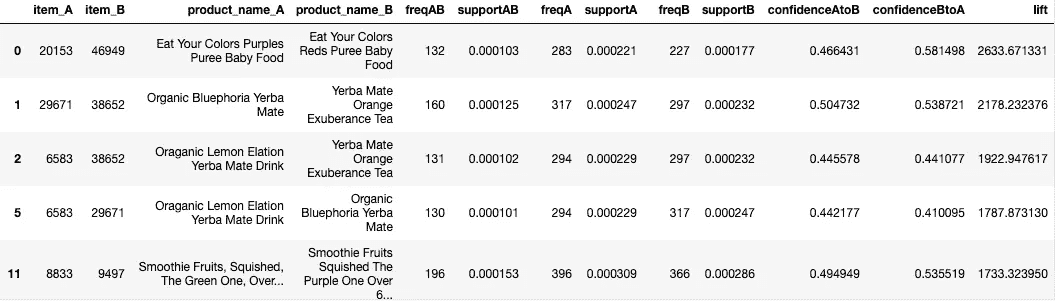 item_A item_B product_name_A product_name_B freqAB supportAB freqA supportA freqB supportB confidenceAtoB confidenceBtoA lift
0 20153 46949 Eat Your Colors Purples Puree Baby Food Eat Your Colors Reds Puree Baby Food 132 0.000103 283 0.000221 227 0.000177 0.466431 0.581498 2633.671331
1 29671 38652 Organic Bluephoria Yerba Mate Yerba Mate Orange Exuberance Tea 160 0.000125 317 0.000247 297 0.000232 0.504732 0.538721 2178.232376
2 6583 38652 Oraganic Lemon Elation Yerba Mate Drink Yerba Mate Orange Exuberance Tea 131 0.000102 294 0.000229 297 0.000232 0.445578 0.441077 1922.947617
5 6583 29671 Oraganic Lemon Elation Yerba Mate Drink Organic Bluephoria Yerba Mate 130 0.000101 294 0.000229 317 0.000247 0.442177 0.410095 1787.873130
11 8833 9497 Smoothie Fruits, Squished, The Green One, Over... Smoothie Fruits Squished The Purple One Over 6... 196 0.000153 396 0.000309 366 0.000286 0.494949 0.535519 1733.323950